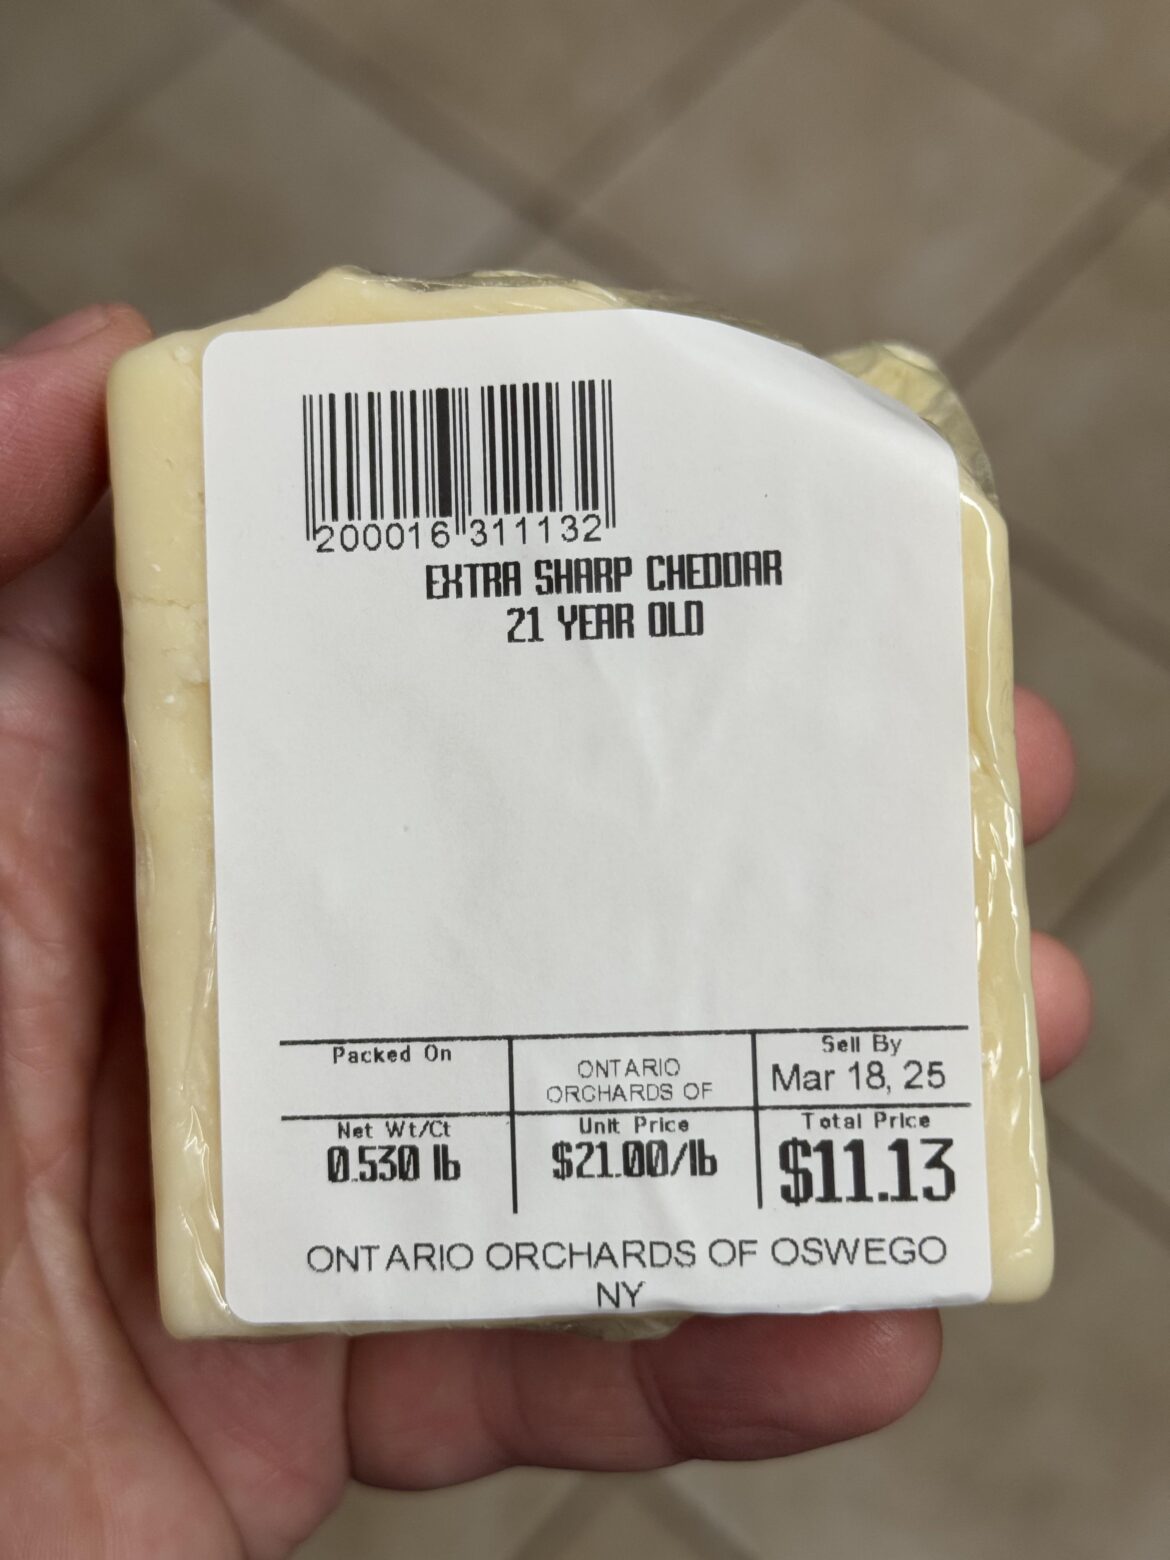 200016 311132
EXTRA SHARP CHEDDAR
21 YEAR OLD
Packed On
ONTARIO
ORCHARDS OF
Sell By
Mar 18, 25
Net Wt/Ct
0.530 lb
Unit Price
$21.00/lb
Total Price
$11.13
ONTARIO ORCHARDS OF OSWEGO
NY